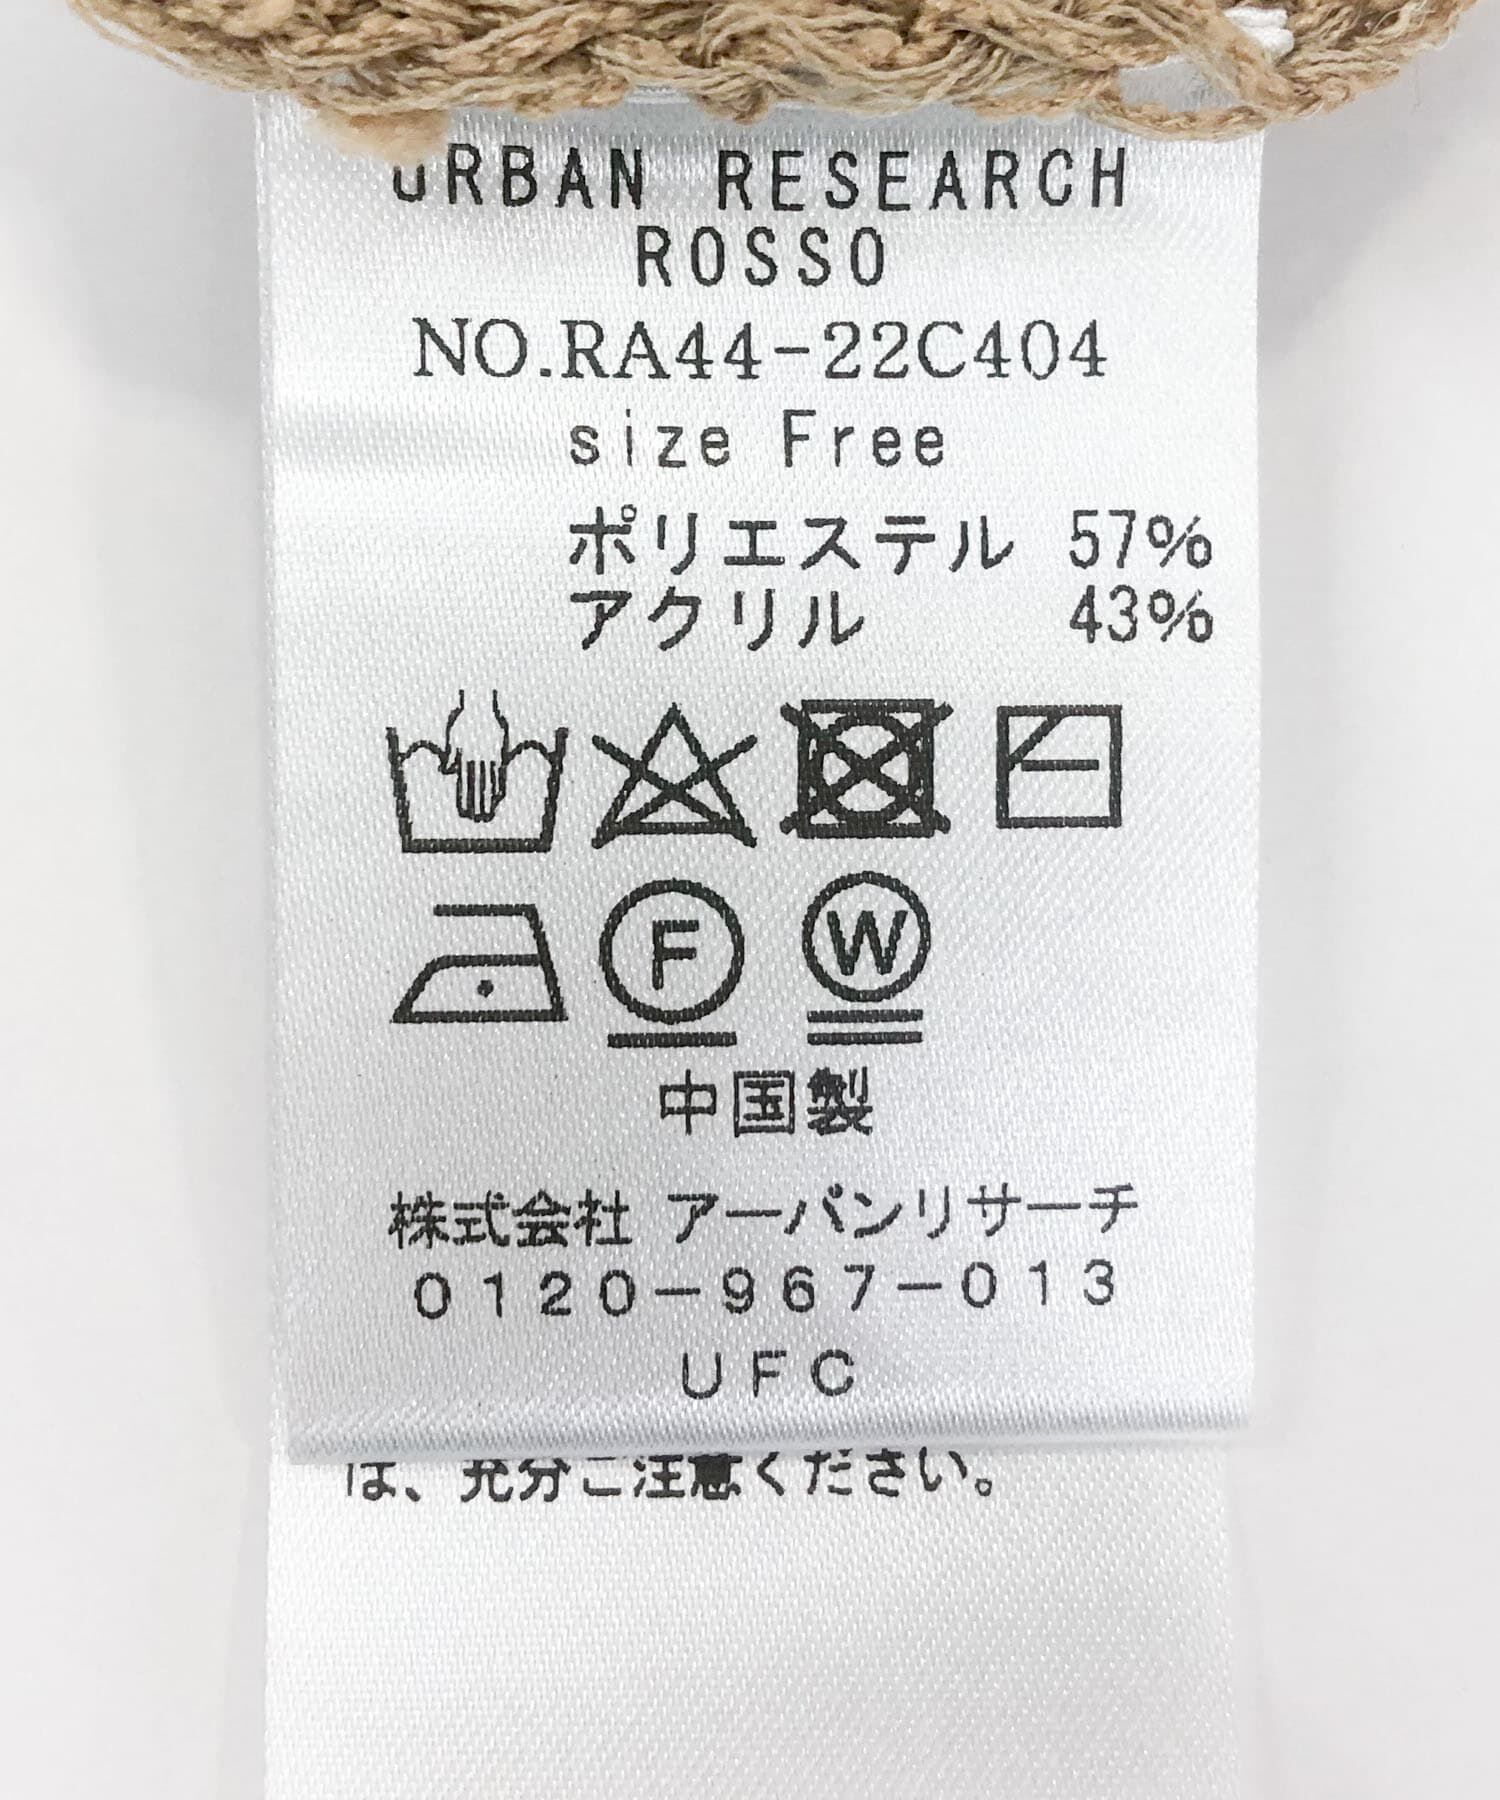 URBAN RESEARCH
ROSSO
NO.RA44-22C404
size Free
ポリエステル 57%
アクリル 43%
F W
中国製
株式会社 アーバンリサーチ
0120-967-013
UFC
は、充分ご注意ください。